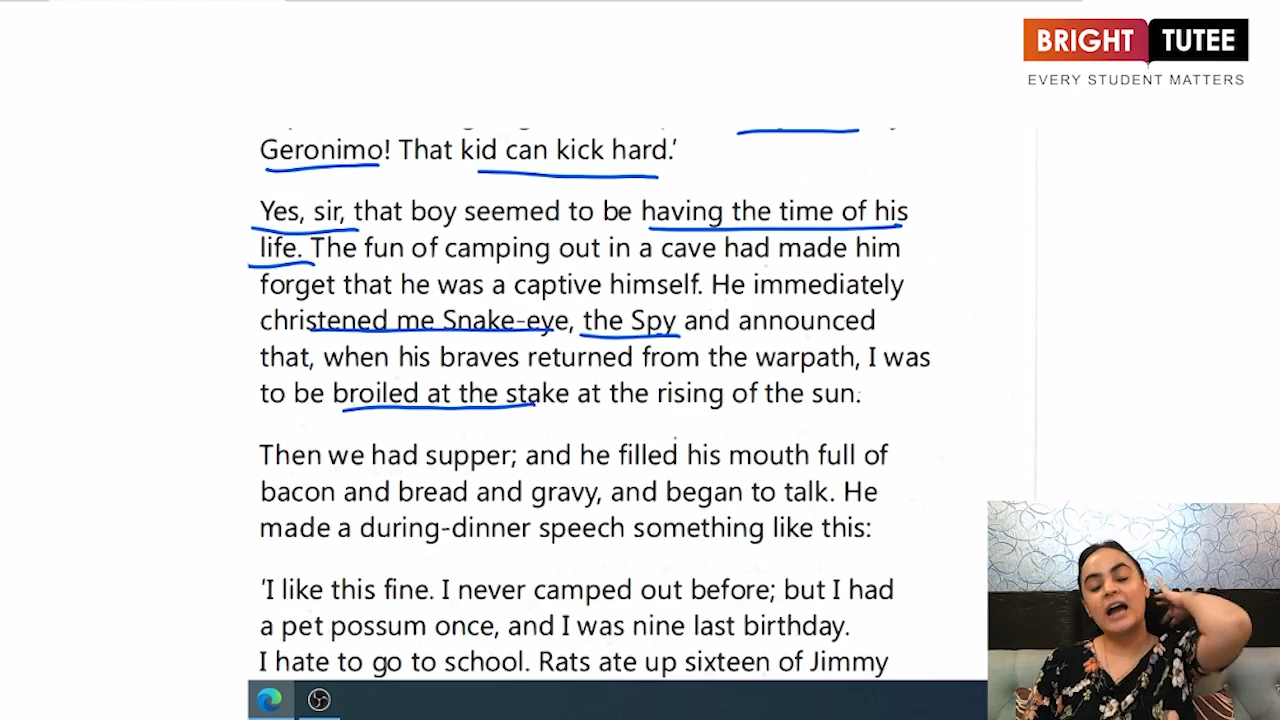 BRIGHT TUTEE
EVERY STUDENT MATTERS
Geronimo! That kid can kick hard.’
Yes, sir, that boy seemed to be having the time of his
life. The fun of camping out in a cave had made him
forget that he was a captive himself. He immediately
christened me Snake-eye, the Spy and announced
that, when his braves returned from the warpath, I was
to be broiled at the stake at the rising of the sun.
Then we had supper; and he filled his mouth full of
bacon and bread and gravy, and began to talk. He
made a during-dinner speech something like this:
‘I like this fine. I never camped out before; but I had
a pet possum once, and I was nine last birthday.
I hate to go to school. Rats ate up sixteen of Jimmy